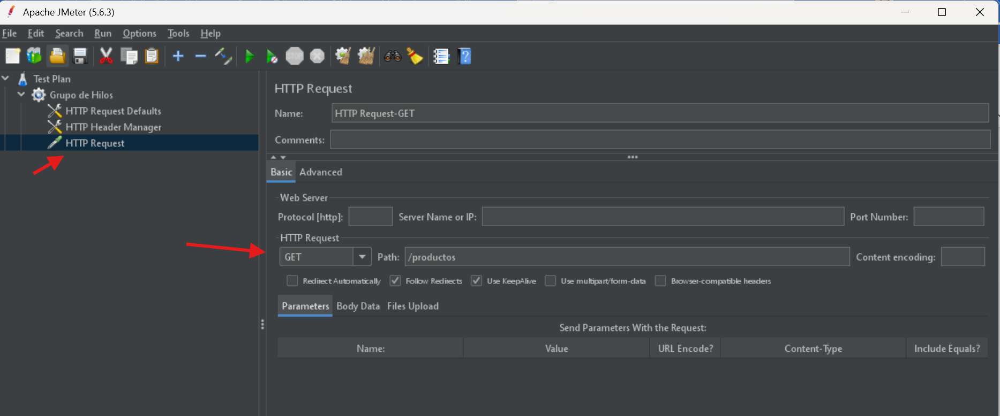 Apache JMeter (5.6.3)
File Edit Search Run Options Tools Help
STOP
?
Test Plan
Grupo de Hilos
HTTP Request Defaults
HTTP Header Manager
HTTP Request
HTTP Request
Name: HTTP Request-GET
Comments:
Basic Advanced
Web Server
Protocol [http]: Server Name or IP: Port Number:
HTTP Request
GET Path: /productos Content encoding:
Redirect Automatically Follow Redirects Use KeepAlive Use multipart/form-data Browser-compatible headers
Parameters Body Data Files Upload
Send Parameters With the Request:
Name: Value URL Encode? Content-Type Include Equals?